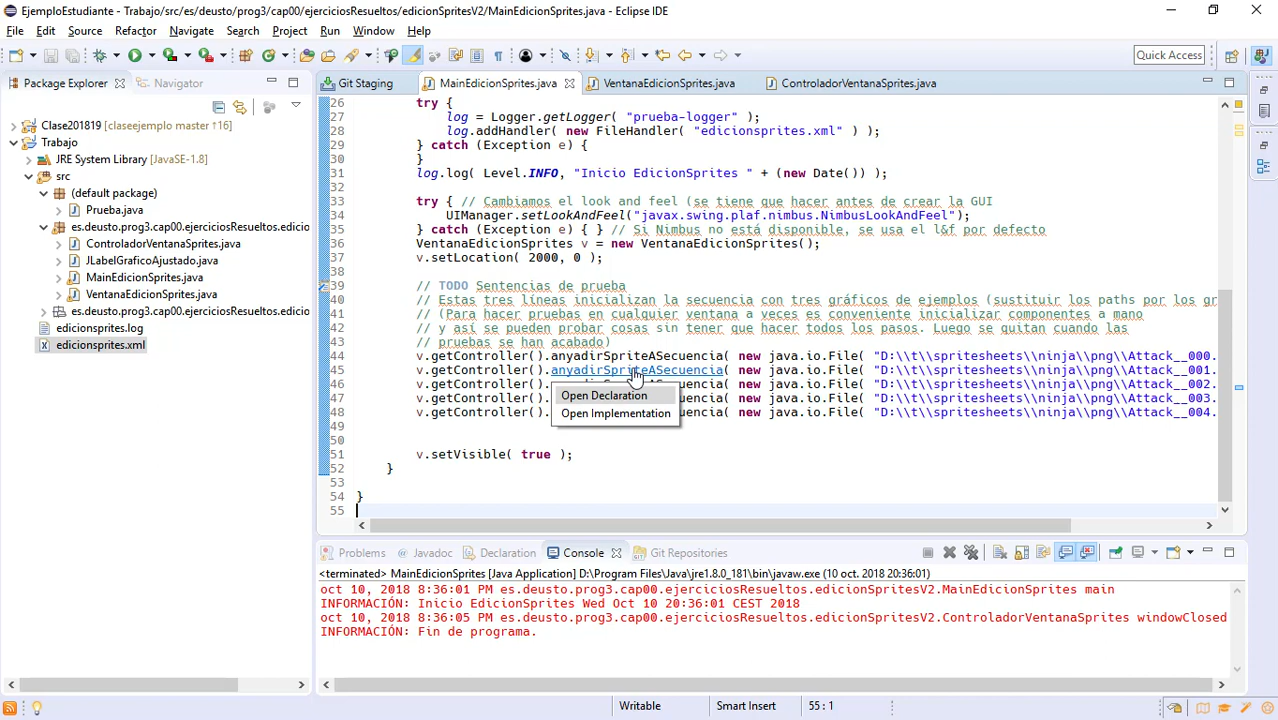 EjemploEstudiante - Trabajo/src/es/deusto/prog3/cap00/ejerciciosResueltos/edicionSpritesV2/MainEdicionSprites.java - Eclipse IDE
File Edit Source Refactor Navigate Search Project Run Window Help
Quick Access
Package Explorer Navigator
Clase201819 [claseejemplo master ↑16]
Trabajo
JRE System Library [JavaSE-1.8]
src
(default package)
Prueba.java
es.deusto.prog3.cap00.ejerciciosResueltos.edicio
ControladorVentanaSprites.java
JLabelGraficoAjustado.java
MainEdicionSprites.java
VentanaEdicionSprites.java
es.deusto.prog3.cap00.ejerciciosResueltos.edicio
edicionsprites.log
edicionsprites.xml
Git Staging MainEdicionSprites.java VentanaEdicionSprites.java ControladorVentanaSprites.java
26 try {
27 log = Logger.getLogger( "prueba-logger" );
28 log.addHandler( new FileHandler( "edicionsprites.xml" ) );
29 } catch (Exception e) {
30 }
31 log.log( Level.INFO, "Inicio EdicionSprites " + (new Date()) );
32
33 try { // Cambiamos el look and feel (se tiene que hacer antes de crear la GUI
34 UIManager.setLookAndFeel("javax.swing.plaf.nimbus.NimbusLookAndFeel");
35 } catch (Exception e) { } // Si Nimbus no está disponible, se usa el l&f por defecto
36 VentanaEdicionSprites v = new VentanaEdicionSprites();
37 v.setLocation( 2000, 0 );
38
39 // TODO Sentencias de prueba
40 // Estas tres líneas inicializan la secuencia con tres gráficos de ejemplos (sustituir los paths por los gr
41 // (Para hacer pruebas en cualquier ventana a veces es conveniente inicializar componentes a mano
42 // y así se pueden probar cosas sin tener que hacer todos los pasos. Luego se quitan cuando las
43 // pruebas se han acabado)
44 v.getController().anyadirSpriteASecuencia( new java.io.File( "D:\\t\\spritesheets\\ninja\\png\\Attack__000.
45 v.getController().anyadirSpriteASecuencia( new java.io.File( "D:\\t\\spritesheets\\ninja\\png\\Attack__001.
46 v.getController().anyadirSpriteASecuencia( new java.io.File( "D:\\t\\spritesheets\\ninja\\png\\Attack__002.
47 v.getController(). cuencia( new java.io.File( "D:\\t\\spritesheets\\ninja\\png\\Attack__003.
48 v.getController(). cuencia( new java.io.File( "D:\\t\\spritesheets\\ninja\\png\\Attack__004.
Open Declaration
Open Implementation
49
50
51 v.setVisible( true );
52 }
53
54 }
55
Problems Javadoc Declaration Console Git Repositories
<terminated> MainEdicionSprites [Java Application] D:\Program Files\Java\jre1.8.0_181\bin\javaw.exe (10 oct. 2018 20:36:01)
oct 10, 2018 8:36:01 PM es.deusto.prog3.cap00.ejerciciosResueltos.edicionSpritesV2.MainEdicionSprites main
INFORMACIÓN: Inicio EdicionSprites Wed Oct 10 20:36:01 CEST 2018
oct 10, 2018 8:36:05 PM es.deusto.prog3.cap00.ejerciciosResueltos.edicionSpritesV2.ControladorVentanaSprites windowClosed
INFORMACIÓN: Fin de programa.
Writable Smart Insert 55 : 1